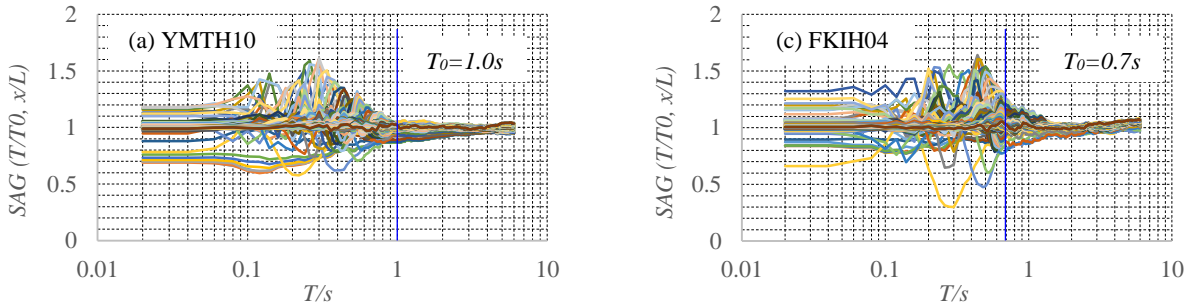 2
(a) YMTH10
T0=1.0s
1.5
1
0.5
0
0.01
0.1
1
10
SAG (T/T0, x/L)
T/s
2
(c) FKIH04
T0=0.7s
1.5
1
0.5
0
0.01
0.1
1
10
SAG (T/T0, x/L)
T/s